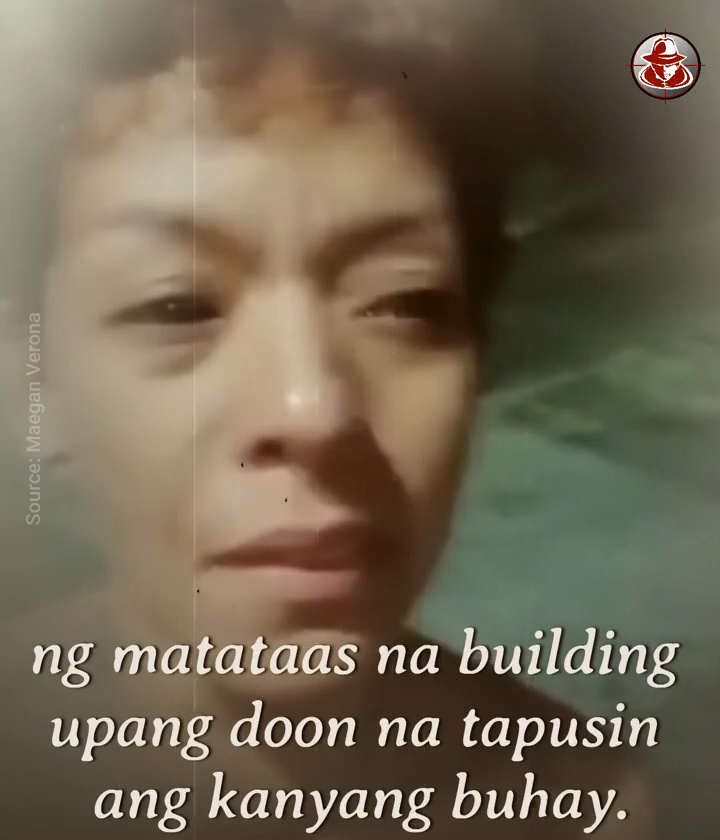 Source: Maegan Verona
ng matataas na building
upang doon na tapusin
ang kanyang buhay.